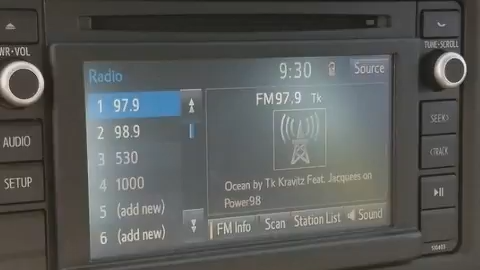 PWR·VOL
TUNE·SCROLL
Radio
9:30
Source
1 97.9
2 98.9
3 530
4 1000
5 (add new)
6 (add new)
FM97.9 Tk
Ocean by Tk Kravitz Feat. Jacquees on
Power98
FM Info
Scan
Station List
Sound
AUDIO
SETUP
SEEK>
<TRACK
510403